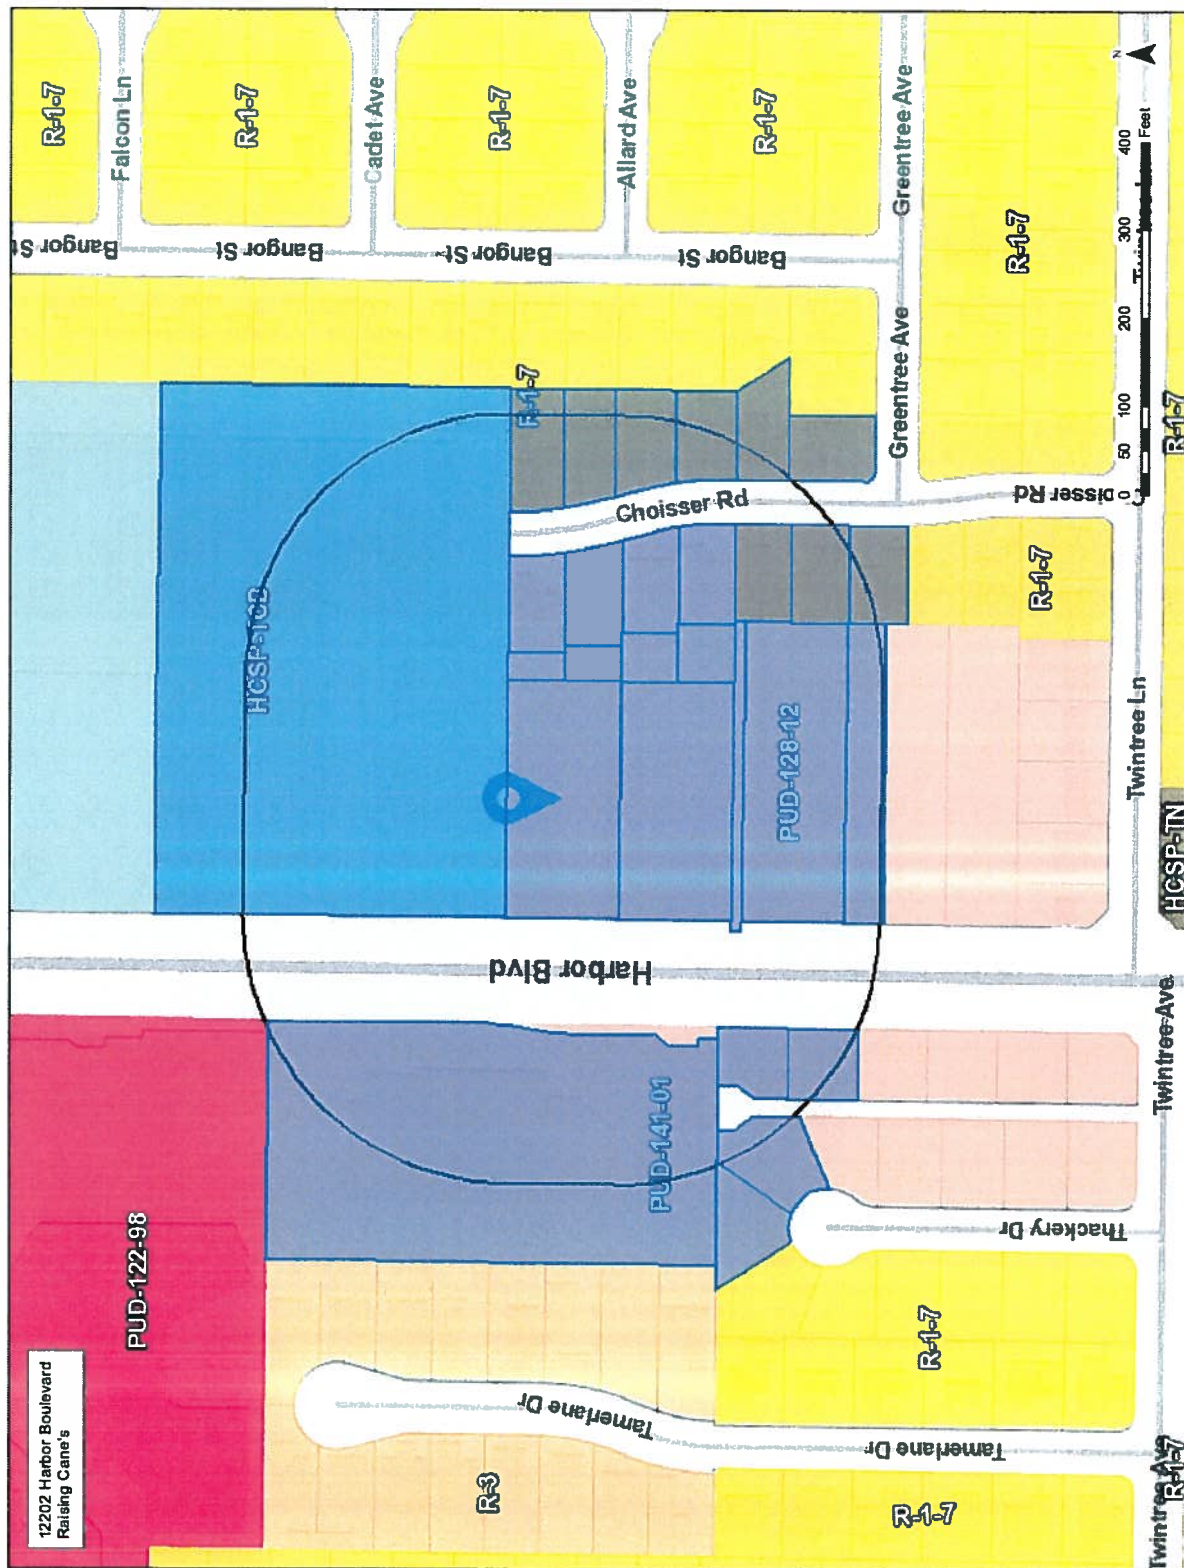 12202 Harbor Boulevard
Raising Cane's
PUD-122-98
R-3
R-1-7
R-1-7
R-1-7
Tamerlane Dr
Tamerlane Dr
Thackery Dr
Twintree Ave
Twintree Ave
PUD-141-01
Harbor Blvd
HCSP-TCB
PUD-128-12
HCSP-TN
Twintree Ln
Choisser Rd
oisser Rd
R-1-7
R-1-7
R-1-7
R-1-7
Greentree Ave
Greentree Ave
Bangor St
Bangor St
Bangor St
Bangor St
Falcon Ln
Cadet Ave
Allard Ave
R-1-7
R-1-7
R-1-7
R-1-7
0 50 100 200 300 400
Feet
N